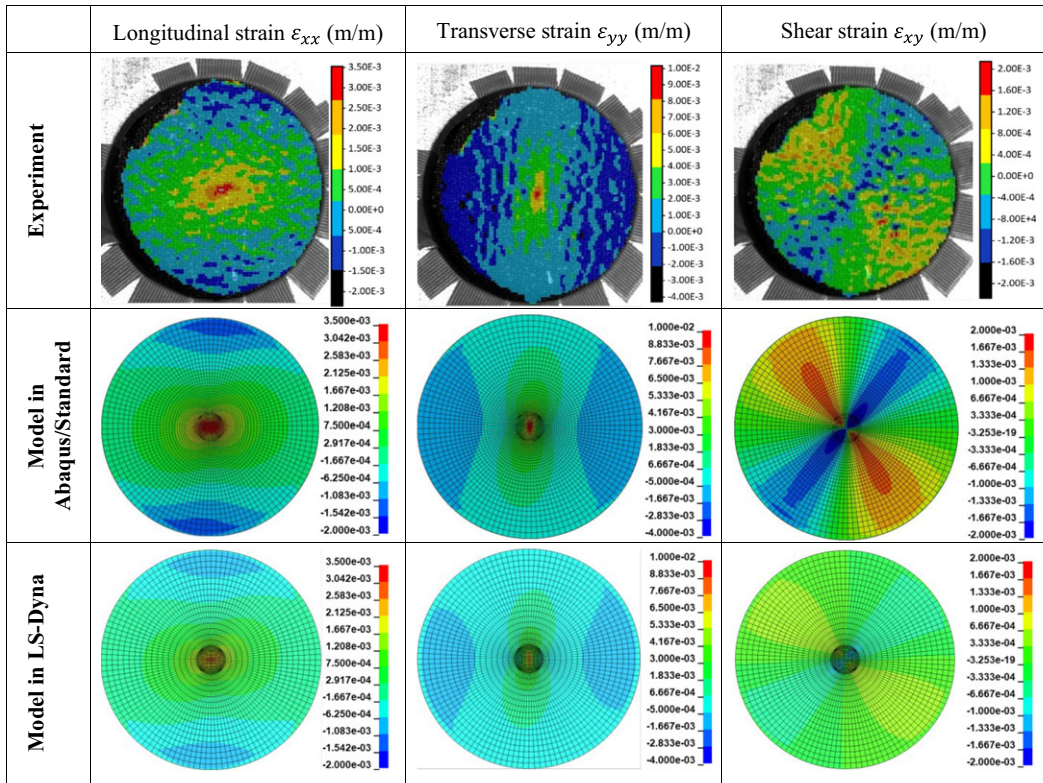 Longitudinal strain εxx (m/m)
Transverse strain εyy (m/m)
Shear strain εxy (m/m)
Experiment
3.50E-3
3.00E-3
2.50E-3
2.00E-3
1.50E-3
1.00E-3
5.00E-4
0.00E+0
-5.00E-4
-1.00E-3
-1.50E-3
-2.00E-3
1.00E-2
9.00E-3
8.00E-3
7.00E-3
6.00E-3
5.00E-3
4.00E-3
3.00E-3
2.00E-3
1.00E-3
0.00E+0
-1.00E-3
-2.00E-3
-3.00E-3
-4.00E-3
2.00E-3
1.60E-3
1.20E-3
8.00E-4
4.00E-4
0.00E+0
-4.00E-4
-8.00E+4
-1.20E-3
-1.60E-3
-2.00E-3
Model in
Abaqus/Standard
3.500e-03
3.042e-03
2.583e-03
2.125e-03
1.667e-03
1.208e-03
7.500e-04
2.917e-04
-1.667e-04
-6.250e-04
-1.083e-03
-1.542e-03
-2.000e-03
1.000e-02
8.833e-03
7.667e-03
6.500e-03
5.333e-03
4.167e-03
3.000e-03
1.833e-03
6.667e-04
-5.000e-04
-1.667e-03
-2.833e-03
-4.000e-03
2.000e-03
1.667e-03
1.333e-03
1.000e-03
6.667e-04
3.333e-04
-3.253e-19
-3.333e-04
-6.667e-04
-1.000e-03
-1.333e-03
-1.667e-03
-2.000e-03
Model in LS-Dyna
3.500e-03
3.042e-03
2.583e-03
2.125e-03
1.667e-03
1.208e-03
7.500e-04
2.917e-04
-1.667e-04
-6.250e-04
-1.083e-03
-1.542e-03
-2.000e-03
1.000e-02
8.833e-03
7.667e-03
6.500e-03
5.333e-03
4.167e-03
3.000e-03
1.833e-03
6.667e-04
-5.000e-04
-1.667e-03
-2.833e-03
-4.000e-03
2.000e-03
1.667e-03
1.333e-03
1.000e-03
6.667e-04
3.333e-04
-3.253e-19
-3.333e-04
-6.667e-04
-1.000e-03
-1.333e-03
-1.667e-03
-2.000e-03